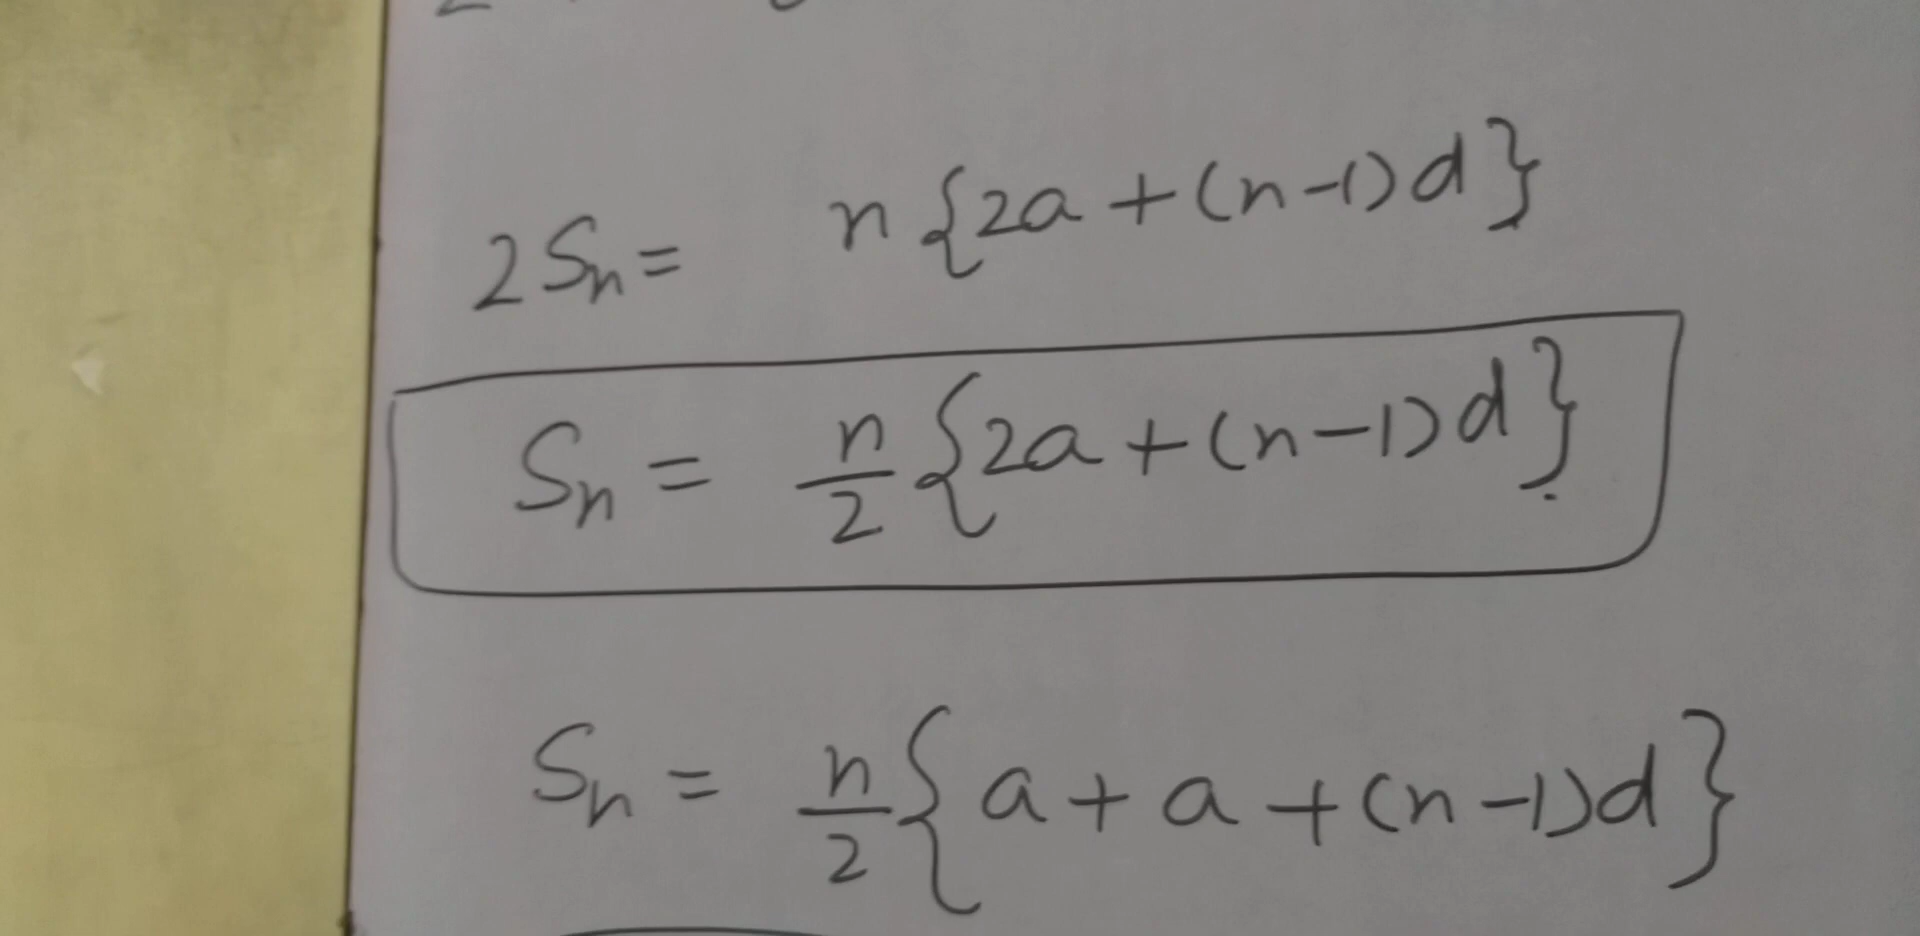 2Sn = n{2a+(n-1)d}
Sn = n/2 {2a+(n-1)d}.
Sn = n/2 {a+a+(n-1)d}